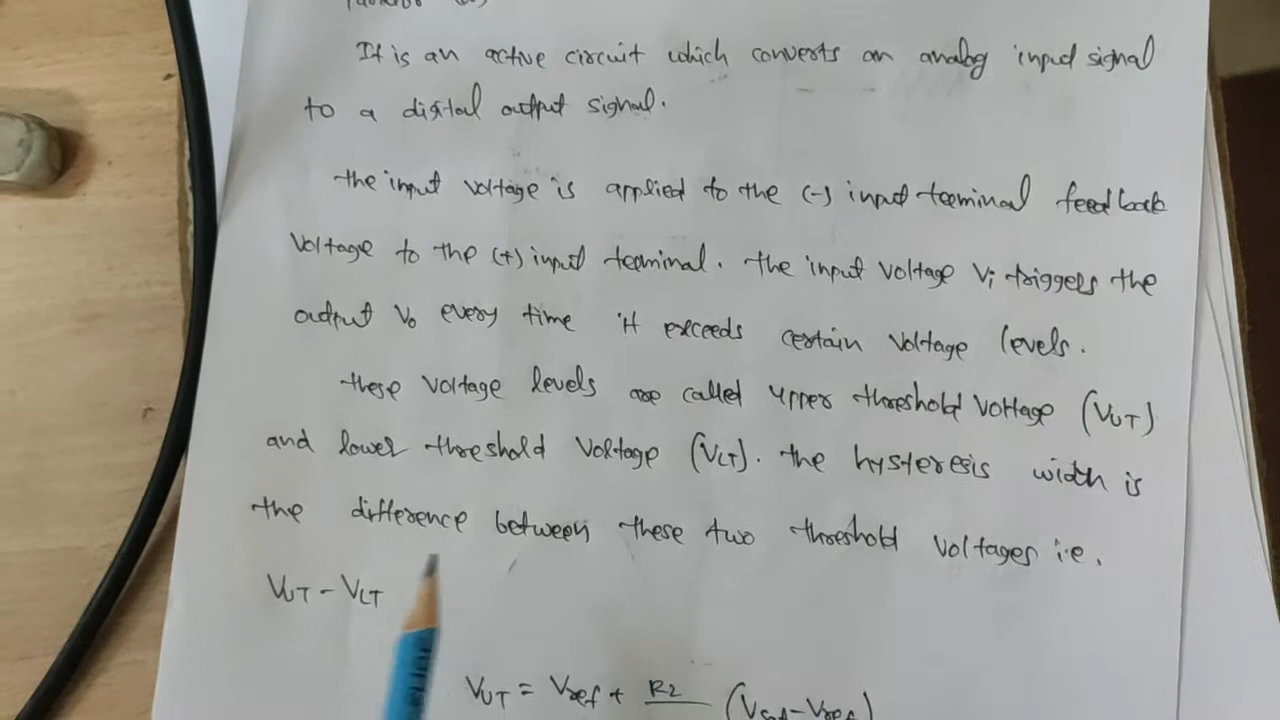 It is an active circuit which converts an analog input signal
to a digital output signal.
the input voltage is applied to the (-) input terminal feedback
voltage to the (+) input terminal. the input voltage Vi triggers the
output Vo every time it exceeds certain voltage levels.
these voltage levels are called upper threshold voltage (VUT)
and lower threshold voltage (VLT). the hysteresis width is
the difference between these two threshold voltages i.e.
VUT - VLT
VUT = Vref + R2 (Vsat-Vref)